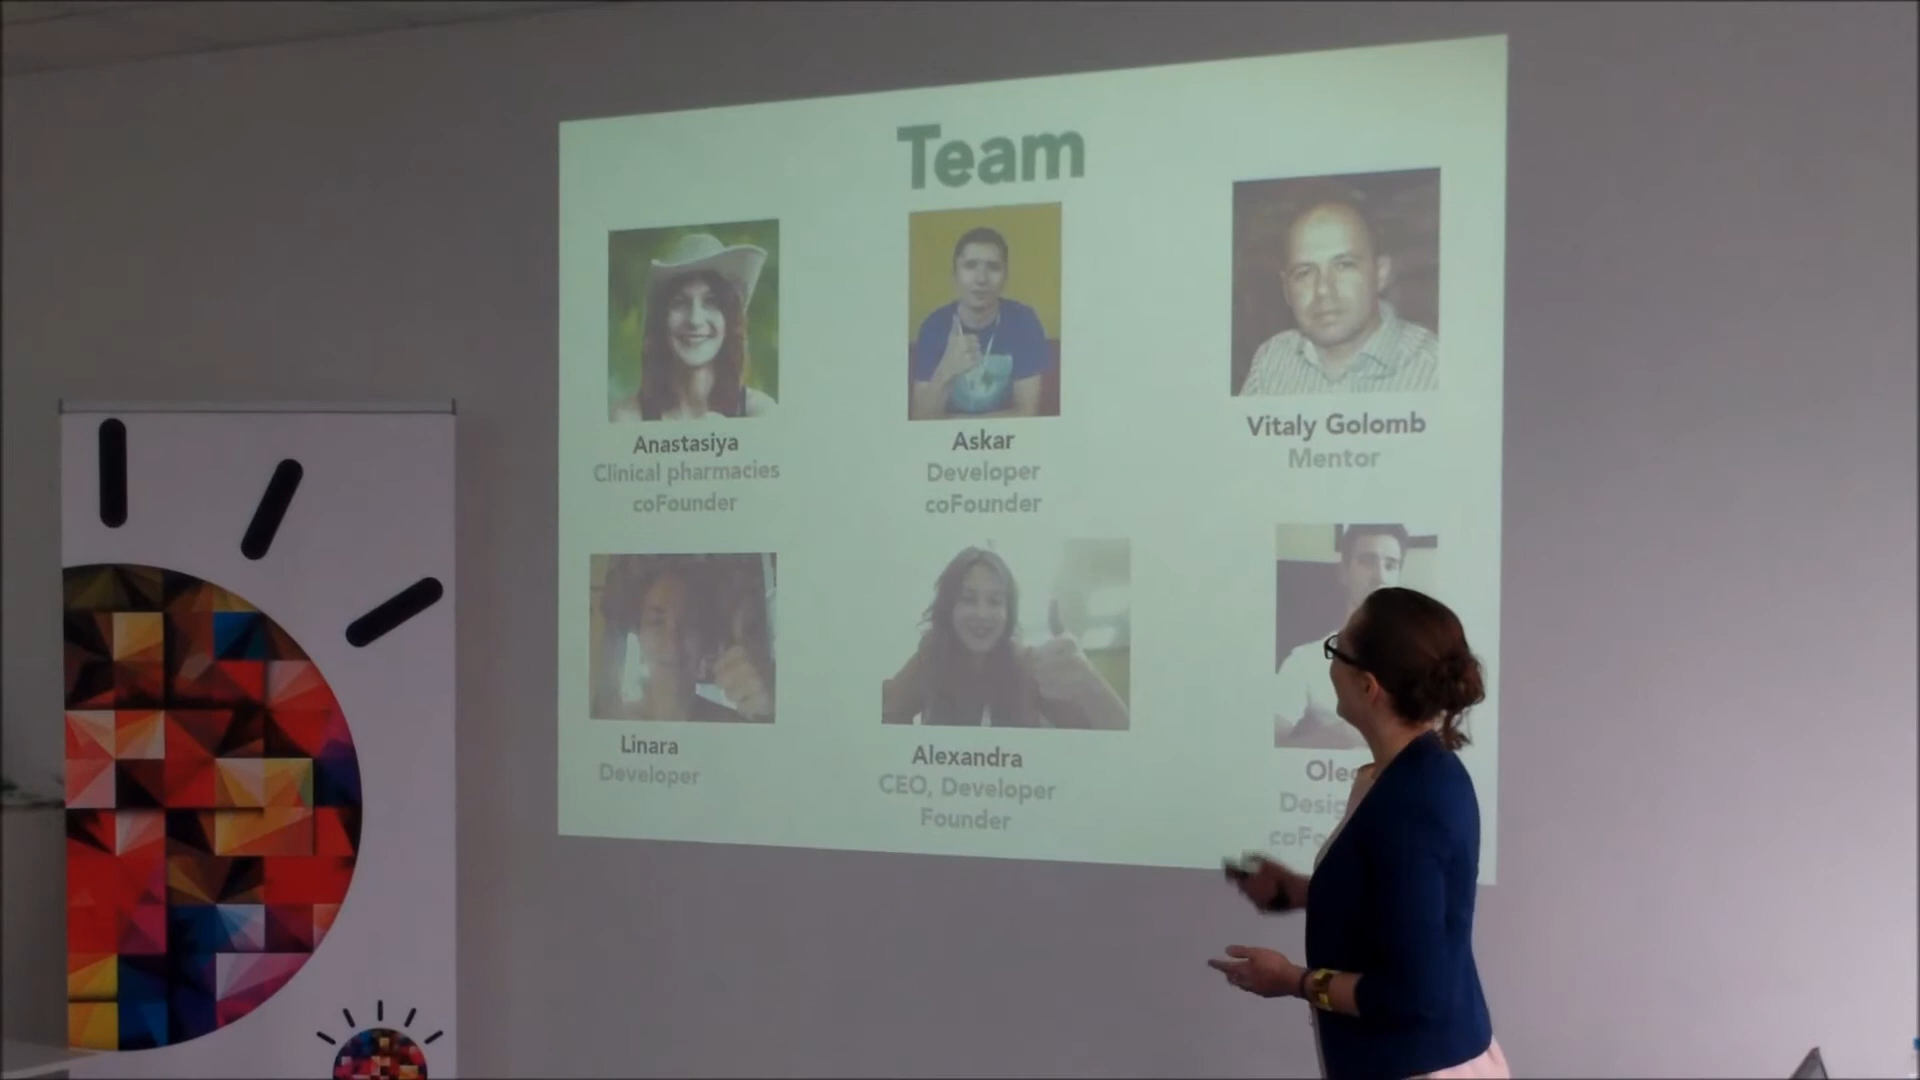 Team
Anastasiya
Clinical pharmacies
coFounder
Askar
Developer
coFounder
Vitaly Golomb
Mentor
Linara
Developer
Alexandra
CEO, Developer
Founder